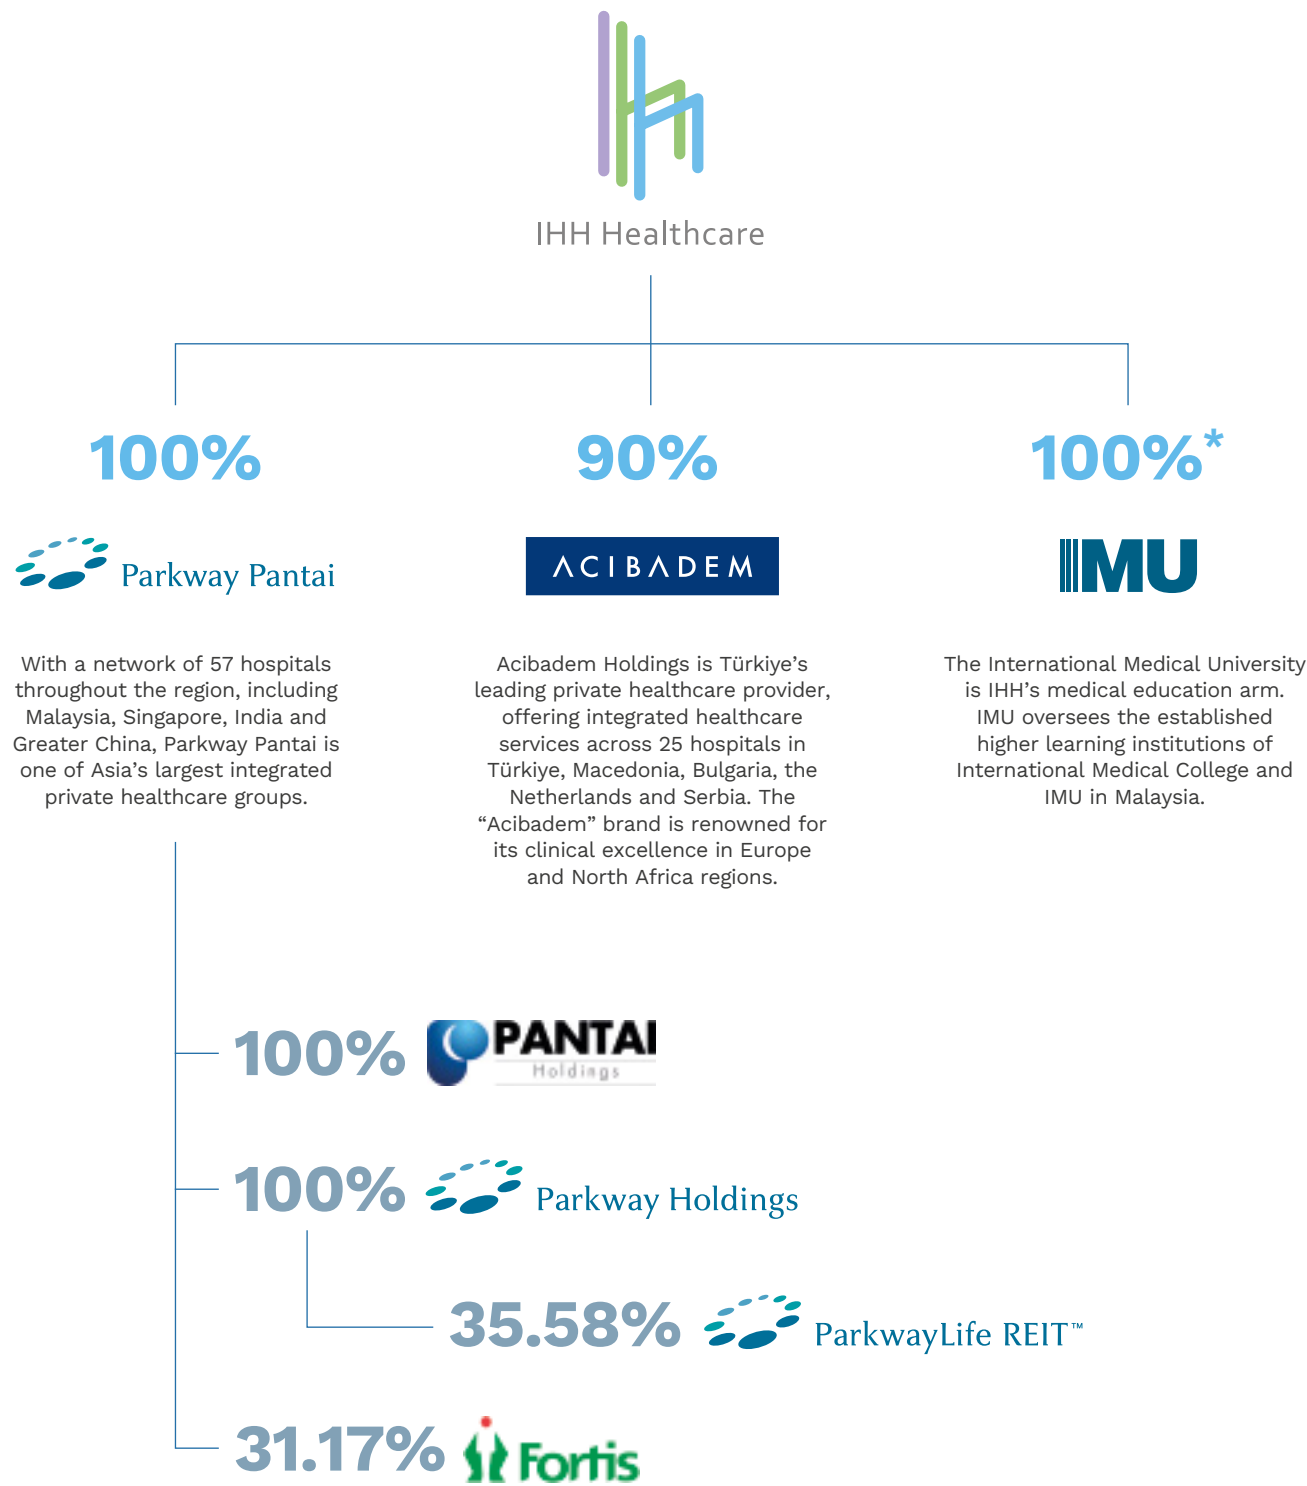 IHH Healthcare
100%
90%
100%*
Parkway Pantai
ACIBADEM
IMU
With a network of 57 hospitals
throughout the region, including
Malaysia, Singapore, India and
Greater China, Parkway Pantai is
one of Asia’s largest integrated
private healthcare groups.
Acibadem Holdings is Türkiye’s
leading private healthcare provider,
offering integrated healthcare
services across 25 hospitals in
Türkiye, Macedonia, Bulgaria, the
Netherlands and Serbia. The
“Acibadem” brand is renowned for
its clinical excellence in Europe
and North Africa regions.
The International Medical University
is IHH’s medical education arm.
IMU oversees the established
higher learning institutions of
International Medical College and
IMU in Malaysia.
100% PANTAI
Holdings
100% Parkway Holdings
35.58% ParkwayLife REIT™
31.17% Fortis